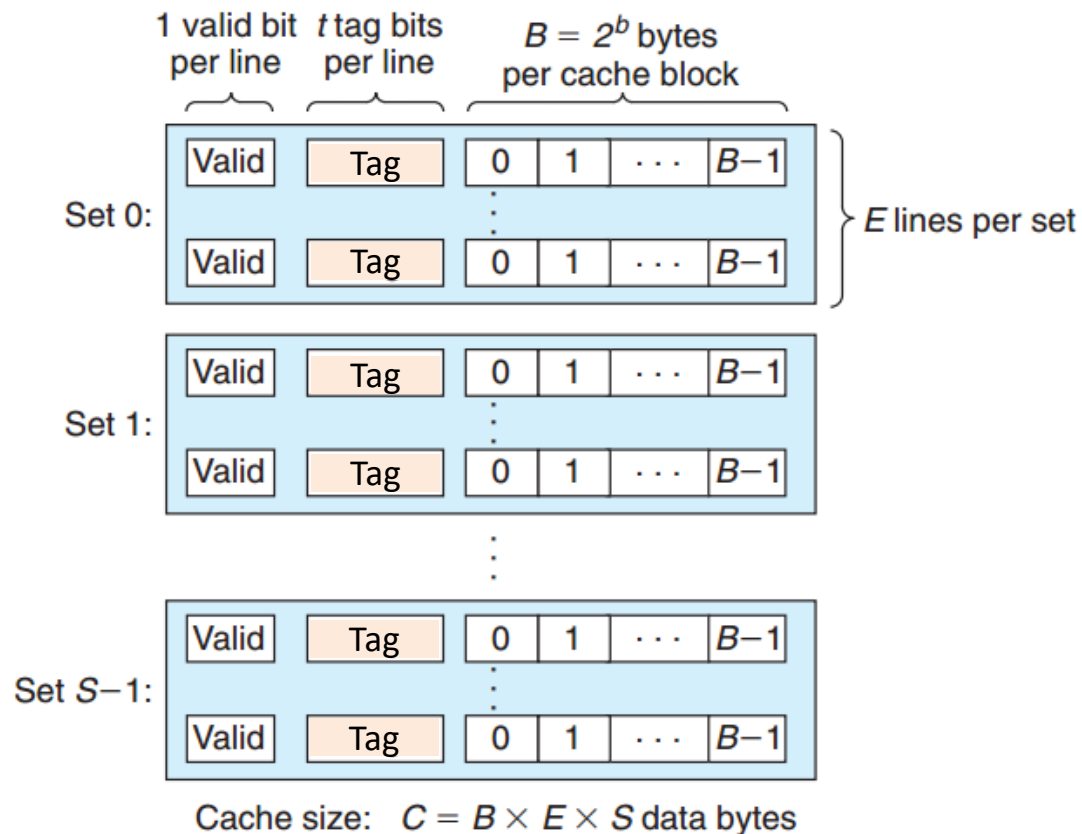 1 valid bit per line
t tag bits per line
B = 2^b bytes per cache block
Set 0:
Valid Tag 0 1 · · · B−1
⋮
Valid Tag 0 1 · · · B−1
E lines per set
Set 1:
Valid Tag 0 1 · · · B−1
⋮
Valid Tag 0 1 · · · B−1
⋮
Set S−1:
Valid Tag 0 1 · · · B−1
⋮
Valid Tag 0 1 · · · B−1
Cache size: C = B × E × S data bytes